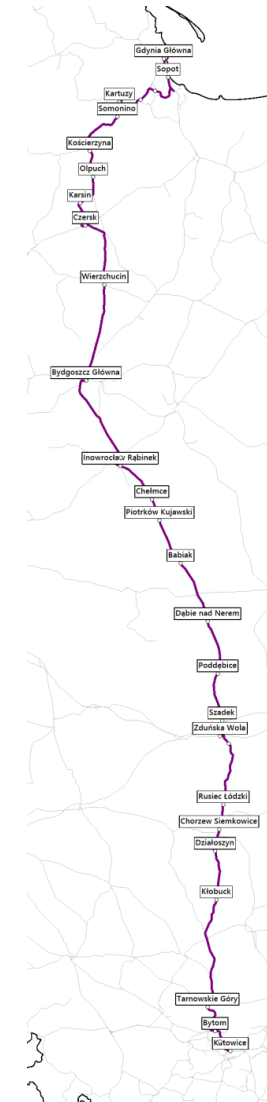 Gdynia Główna
Sopot
Kartuzy
Somonino
Kościerzyna
Olpuch
Karsin
Czersk
Wierzchucin
Bydgoszcz Główna
Inowrocław Rąbinek
Chełmce
Piotrków Kujawski
Babiak
Dąbie nad Nerem
Poddębice
Szadek
Zduńska Wola
Rusiec Łódzki
Chorzew Siemkowice
Działoszyn
Kłobuck
Tarnowskie Góry
Bytom
Katowice